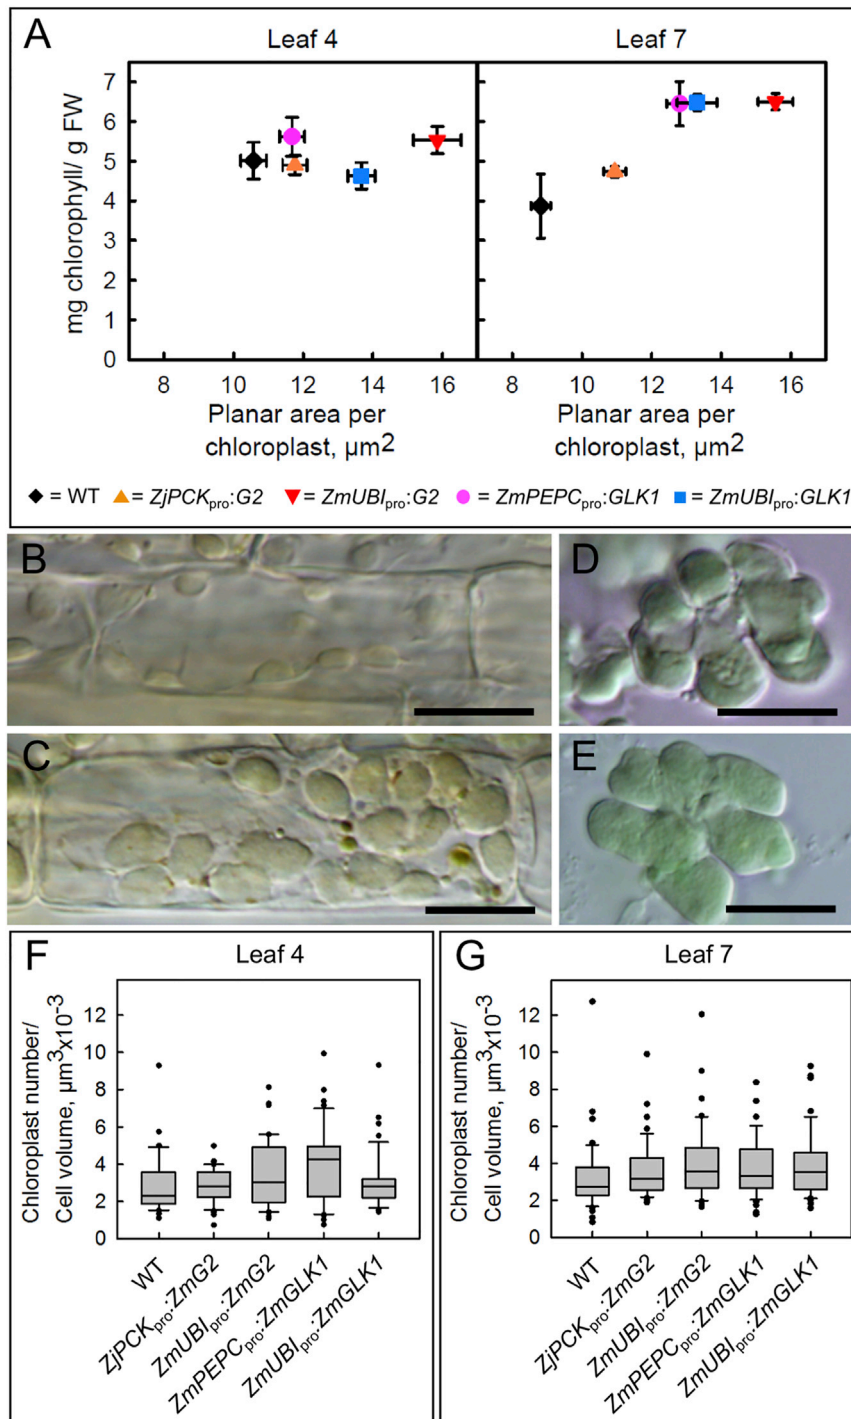 A
Leaf 4
Leaf 7
mg chlorophyll/ g FW
7
6
5
4
3
2
1
0
8 10 12 14 16
8 10 12 14 16
Planar area per
chloroplast, µm²
Planar area per
chloroplast, µm²
= WT = ZjPCKpro:G2 = ZmUBIpro:G2 = ZmPEPCpro:GLK1 = ZmUBIpro:GLK1
B
D
C
E
F
Leaf 4
Chloroplast number/
Cell volume, µm³x10⁻³
12
10
8
6
4
2
0
WT
ZjPCKpro:ZmG2
ZmUBIpro:ZmG2
ZmPEPCpro:ZmGLK1
ZmUBIpro:ZmGLK1
G
Leaf 7
Chloroplast number/
Cell volume, µm³x10⁻³
12
10
8
6
4
2
0
WT
ZjPCKpro:ZmG2
ZmUBIpro:ZmG2
ZmPEPCpro:ZmGLK1
ZmUBIpro:ZmGLK1